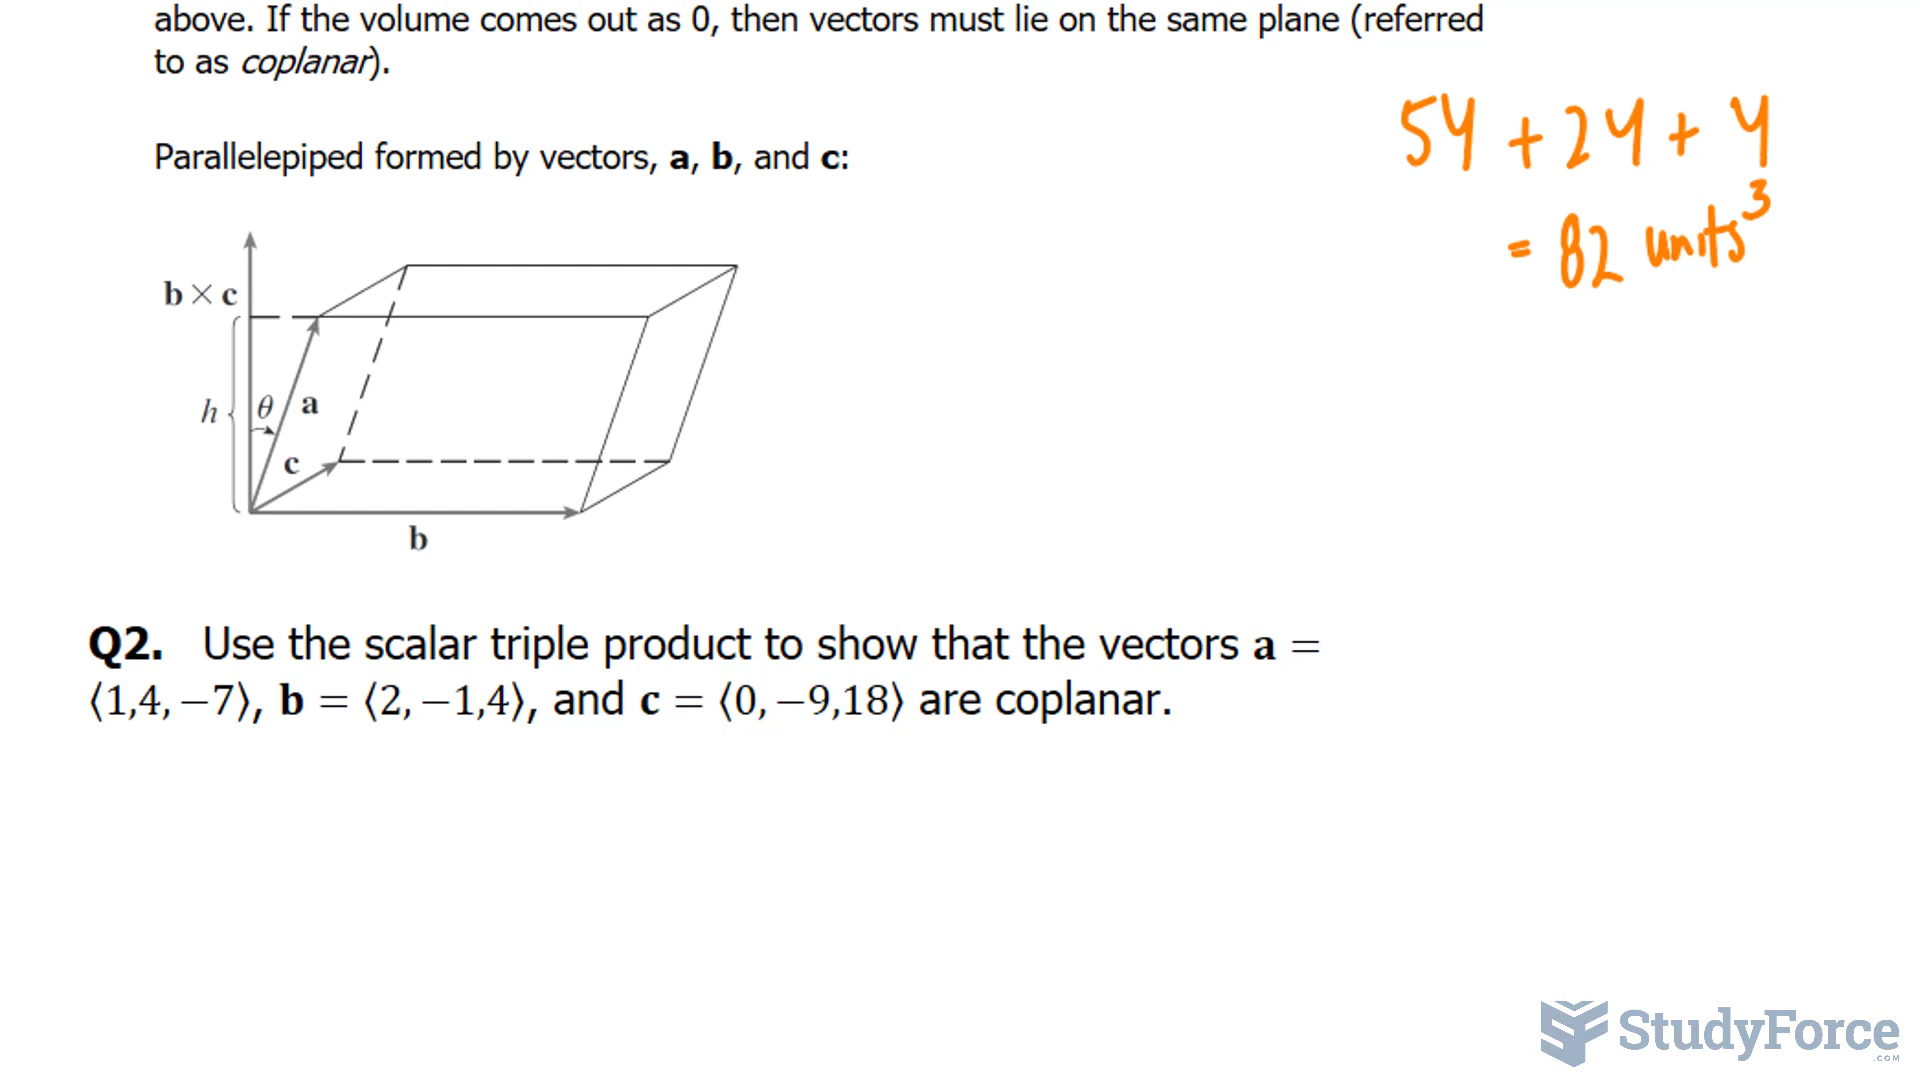 above. If the volume comes out as 0, then vectors must lie on the same plane (referred
to as coplanar).
54 + 24 + 4
= 82 units³
Parallelepiped formed by vectors, a, b, and c:
b × c
h
θ
a
c
b
Q2. Use the scalar triple product to show that the vectors a =
⟨1,4, −7⟩, b = ⟨2, −1,4⟩, and c = ⟨0, −9,18⟩ are coplanar.
StudyForce
.COM